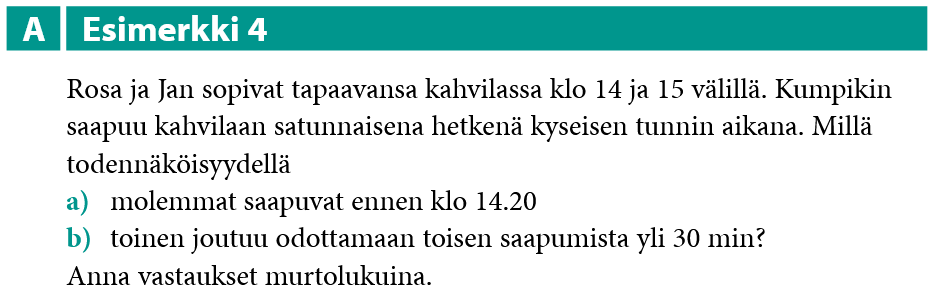 A Esimerkki 4
Rosa ja Jan sopivat tapaavansa kahvilassa klo 14 ja 15 välillä. Kumpikin
saapuu kahvilaan satunnaisena hetkenä kyseisen tunnin aikana. Millä
todennäköisyydellä
a) molemmat saapuvat ennen klo 14.20
b) toinen joutuu odottamaan toisen saapumista yli 30 min?
Anna vastaukset murtolukuina.